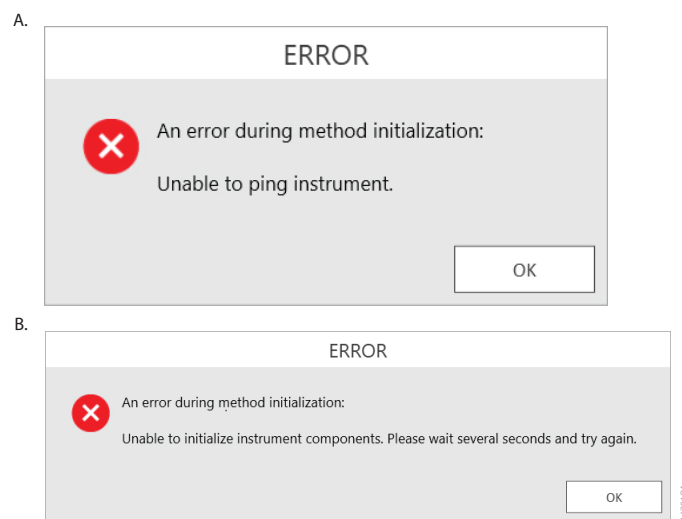 A.
ERROR
An error during method initialization:
Unable to ping instrument.
OK
B.
ERROR
An error during method initialization:
Unable to initialize instrument components. Please wait several seconds and try again.
OK